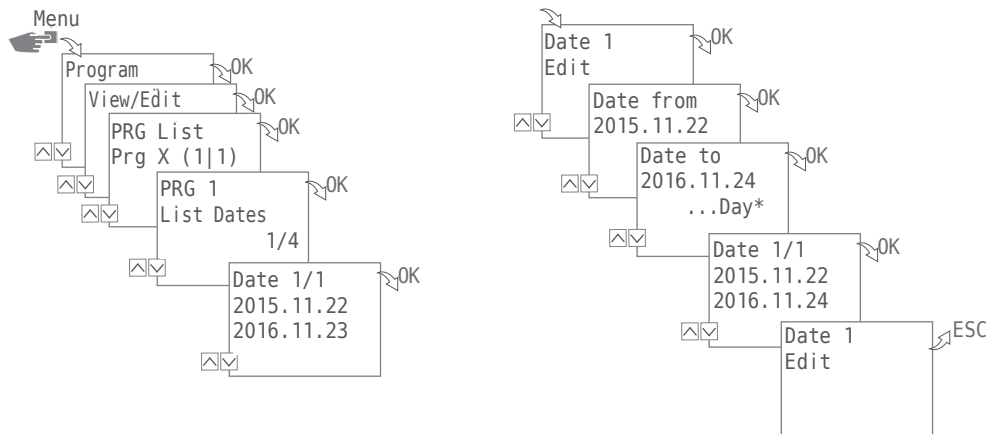 Menu
Program
OK
View/Edit
OK
PRG List
Prg X (1|1)
OK
PRG 1
List Dates
1/4
OK
Date 1/1
2015.11.22
2016.11.23
OK
Date 1
Edit
OK
Date from
2015.11.22
OK
Date to
2016.11.24
...Day*
OK
Date 1/1
2015.11.22
2016.11.24
OK
Date 1
Edit
ESC